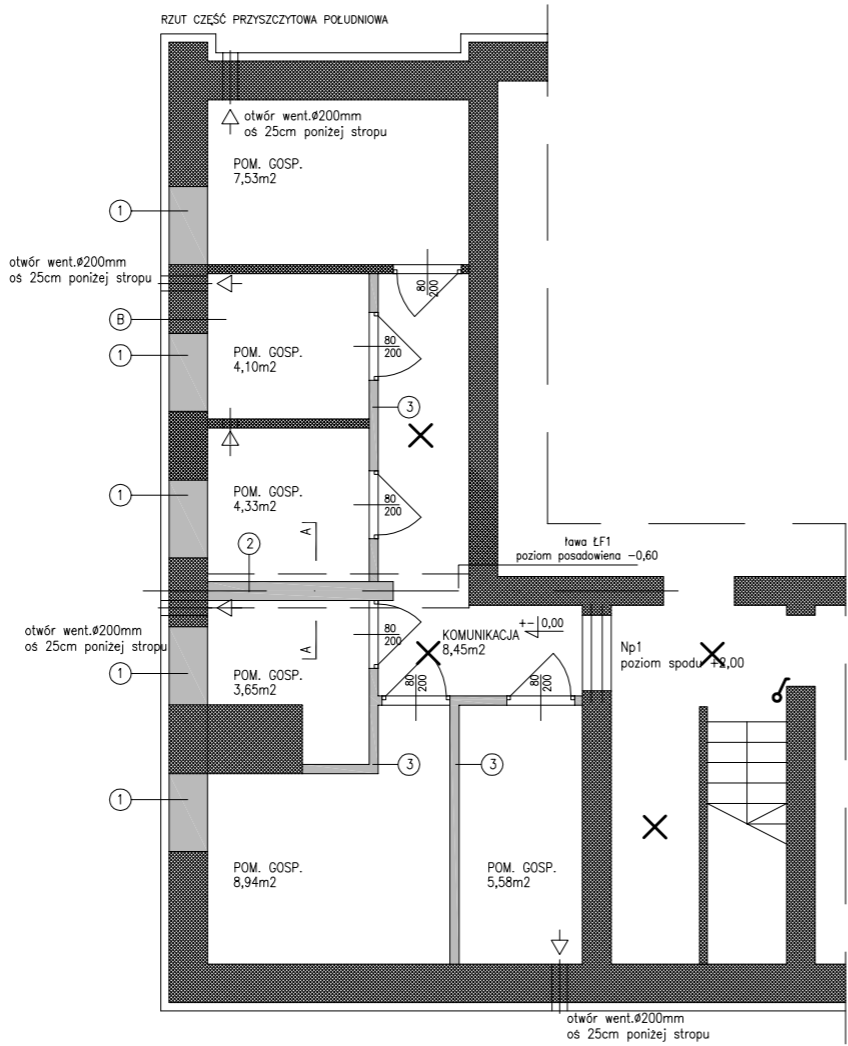 RZUT CZĘŚĆ PRZYSZCZYTOWA POŁUDNIOWA
otwór went.Ø200mm
oś 25cm poniżej stropu
POM. GOSP.
7,53m2
1
otwór went.Ø200mm
oś 25cm poniżej stropu
80
200
B
80
200
1
POM. GOSP.
4,10m2
3
1
POM. GOSP.
4,33m2
80
200
A
2
ława ŁF1
poziom posadowiena -0,60
otwór went.Ø200mm
oś 25cm poniżej stropu
80
200
+-0,00
KOMUNIKACJA
8,45m2
Np1
poziom spodu +2,00
A
1
POM. GOSP.
3,65m2
80
200
80
200
3
3
1
POM. GOSP.
8,94m2
POM. GOSP.
5,58m2
otwór went.Ø200mm
oś 25cm poniżej stropu